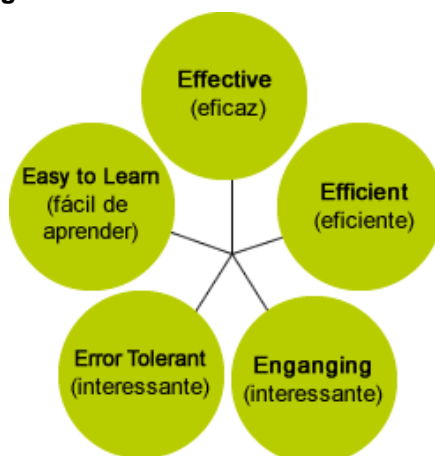 g
Effective
(eficaz)
Easy to Learn
(fácil de
aprender)
Efficient
(eficiente)
Error Tolerant
(interessante)
Enganging
(interessante)